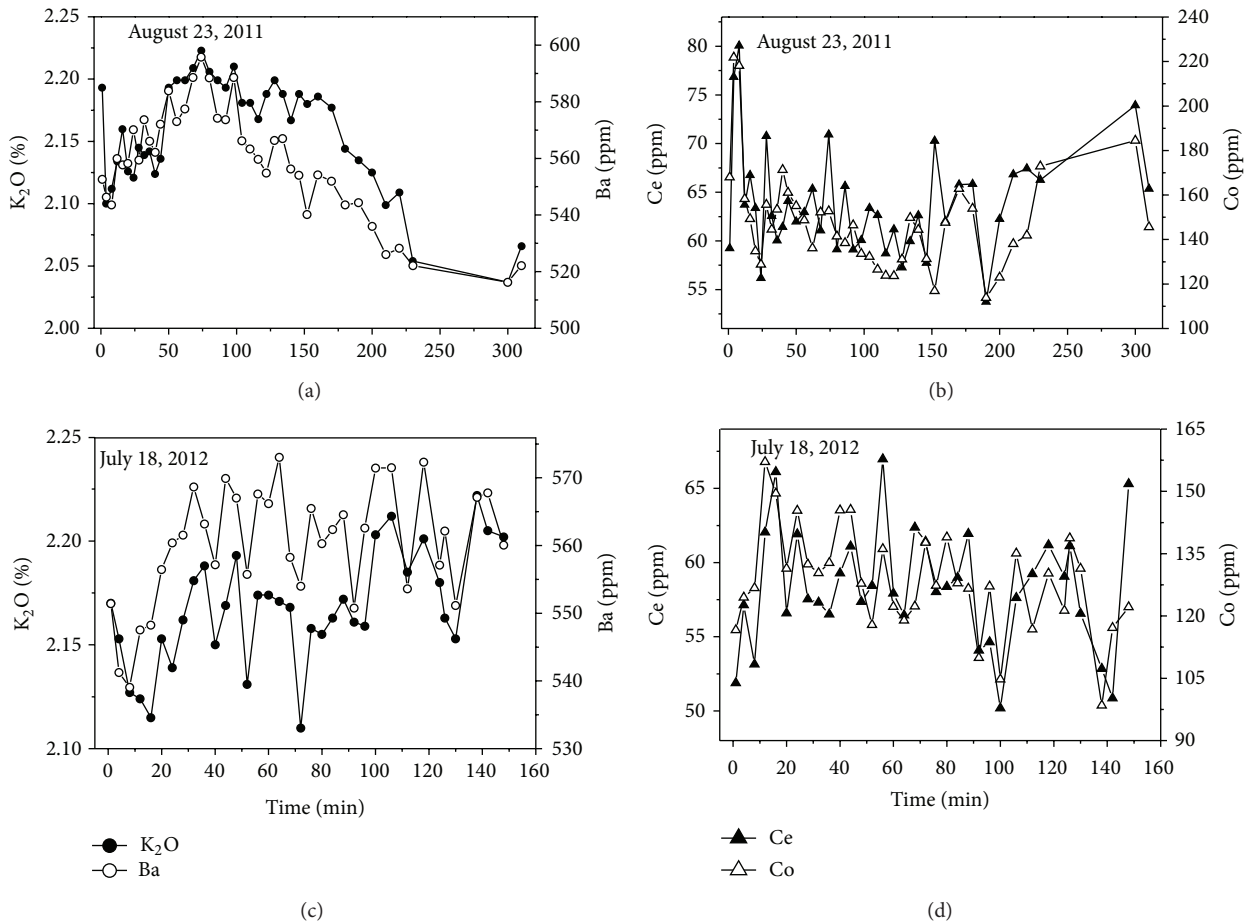 August 23, 2011
2.25
2.20
2.15
2.10
2.05
2.00
K2O (%)
600
580
560
540
520
500
Ba (ppm)
0 50 100 150 200 250 300
(a)
August 23, 2011
80
75
70
65
60
55
Ce (ppm)
240
220
200
180
160
140
120
100
Co (ppm)
0 50 100 150 200 250 300
(b)
July 18, 2012
2.25
2.20
2.15
2.10
K2O (%)
570
560
550
540
530
Ba (ppm)
0 20 40 60 80 100 120 140 160
Time (min)
K2O
Ba
(c)
July 18, 2012
65
60
55
50
Ce (ppm)
165
150
135
120
105
90
Co (ppm)
0 20 40 60 80 100 120 140 160
Time (min)
Ce
Co
(d)